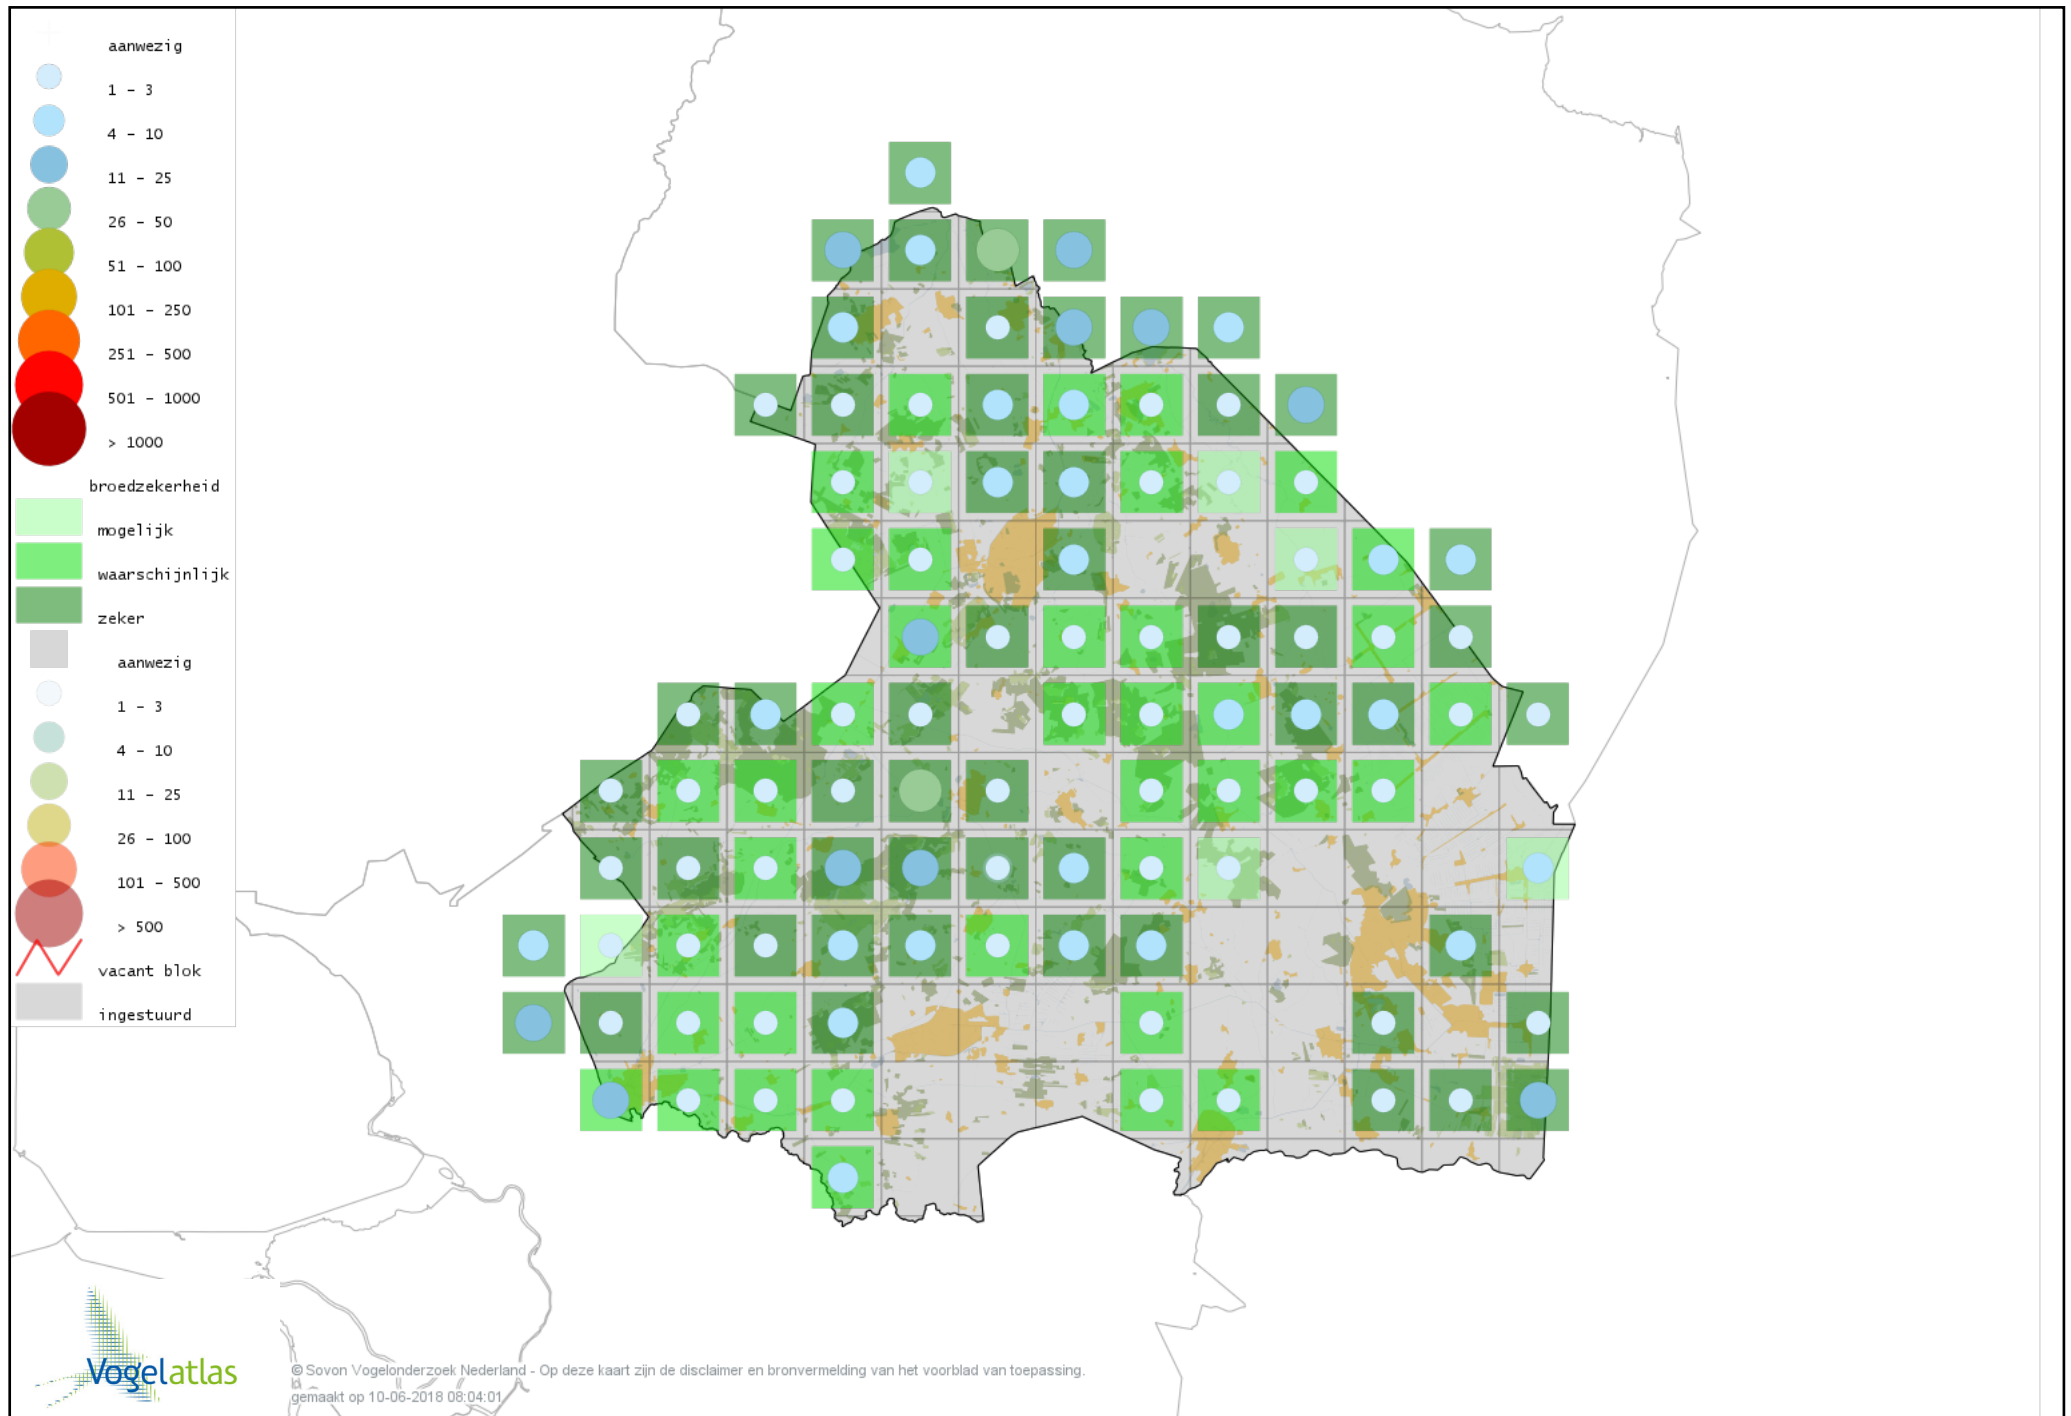 aanwezig
1 - 3
4 - 10
11 - 25
26 - 50
51 - 100
101 - 250
251 - 500
501 - 1000
> 1000
broedzekerheid
mogelijk
waarschijnlijk
zeker
aanwezig
1 - 3
4 - 10
11 - 25
26 - 100
101 - 500
> 500
vacant blok
ingestuurd
Vogelatlas
© Sovon Vogelonderzoek Nederland - Op deze kaart zijn de disclaimer en bronvermelding van het voorblad van toepassing.
gemaakt op 10-06-2018 08:04:01